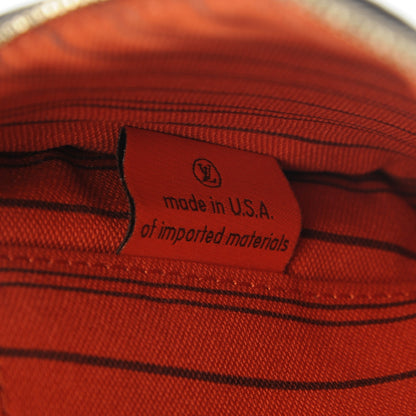 LV
made in U.S.A.
of imported materials